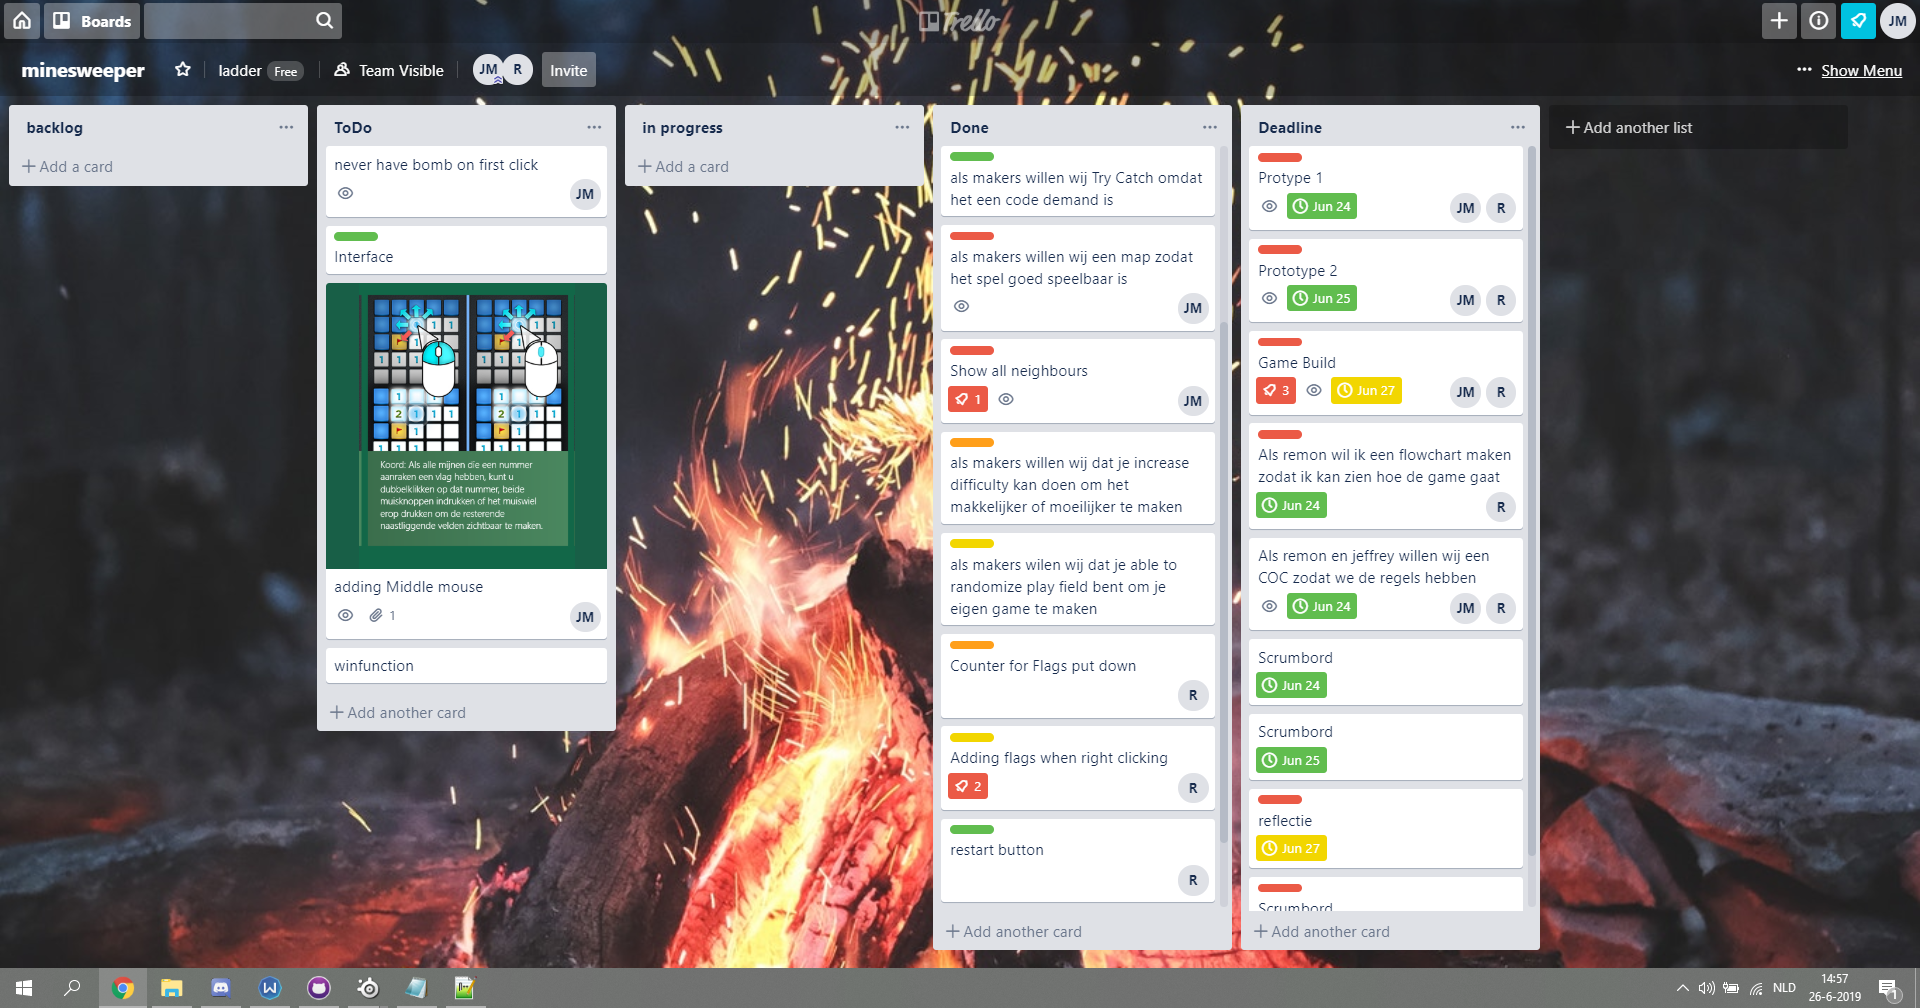 Boards
Trello
JM
minesweeper
ladder Free
Team Visible
JM R
Invite
... Show Menu
backlog
+ Add a card
ToDo
never have bomb on first click
JM
Interface
Koord: Als alle mijnen die een nummer
aanraken een vlag hebben, kunt u
dubbelklikken op dat nummer, beide
muisknoppen indrukken of het muiswiel
erop drukken om de resterende
naastliggende velden zichtbaar te maken.
adding Middle mouse
1
JM
winfunction
+ Add another card
in progress
+ Add a card
Done
als makers willen wij Try Catch omdat
het een code demand is
als makers willen wij een map zodat
het spel goed speelbaar is
JM
Show all neighbours
1
JM
als makers willen wij dat je increase
difficulty kan doen om het
makkelijker of moeilijker te maken
als makers wilen wij dat je able to
randomize play field bent om je
eigen game te maken
Counter for Flags put down
R
Adding flags when right clicking
2
R
restart button
R
+ Add another card
Deadline
Protype 1
Jun 24
JM R
Prototype 2
Jun 25
JM R
Game Build
3 Jun 27
JM R
Als remon wil ik een flowchart maken
zodat ik kan zien hoe de game gaat
Jun 24
R
Als remon en jeffrey willen wij een
COC zodat we de regels hebben
Jun 24
JM R
Scrumbord
Jun 24
Scrumbord
Jun 25
reflectie
Jun 27
Scrumbord
+ Add another card
+ Add another list
NLD
14:57
26-6-2019
1